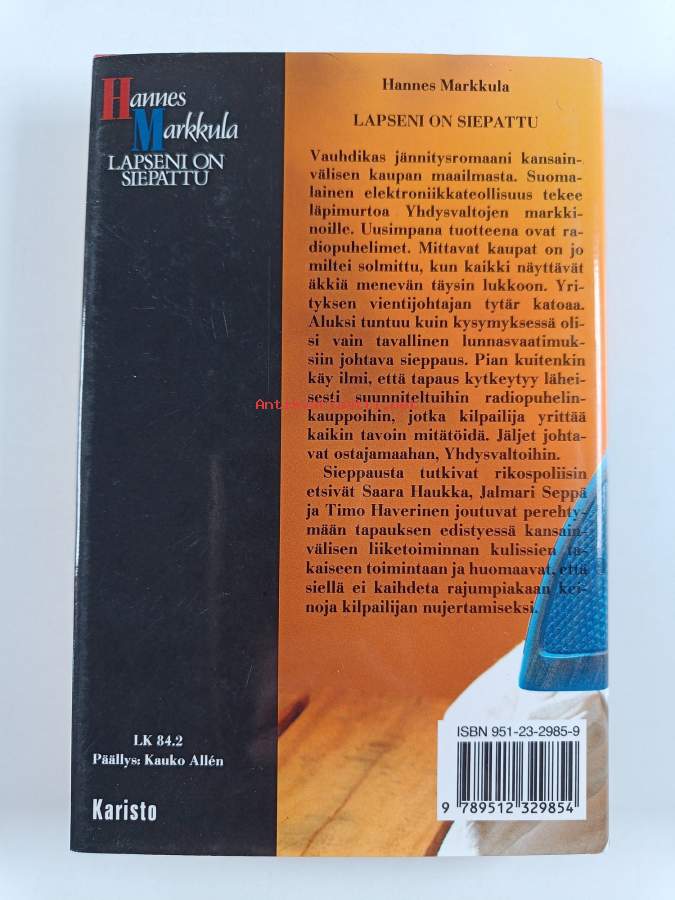 Hannes
Markkula
LAPSENI ON
SIEPATTU
Hannes Markkula
LAPSENI ON SIEPATTU
Vauhdikas jännitysromaani kansain-
välisen kaupan maailmasta. Suoma-
lainen elektroniikkateollisuus tekee
läpimurtoa Yhdysvaltojen markki-
noille. Uusimpana tuotteena ovat ra-
diopuhelimet. Mittavat kaupat on jo
miltei solmittu, kun kaikki näyttävät
äkkiä menevän täysin lukkoon. Yri-
tyksen vientijohtajan tytär katoaa.
Aluksi tuntuu kuin kysymyksessä oli-
si vain tavallinen lunnasvaatimuk-
siin johtava sieppaus. Pian kuitenkin
käy ilmi, että tapaus kytkeytyy lähei-
sesti suunniteltuihin radiopuhelin-
kauppoihin, jotka kilpailija yrittää
kaikin tavoin mitätöidä. Jäljet johta-
vat ostajamaahan, Yhdysvaltoihin.
Sieppausta tutkivat rikospoliisin
etsivät Saara Haukka, Jalmari Seppä
ja Timo Haverinen joutuvat perehty-
mään tapauksen edistyessä kansain-
välisen liiketoiminnan kulissien ta-
kaiseen toimintaan ja huomaavat, että
siellä ei kaihdeta rajumpiakaan kei-
noja kilpailijan nujertamiseksi.
LK 84.2
Päällys: Kauko Allén
Karisto
ISBN 951-23-2985-9
9 789512 329854